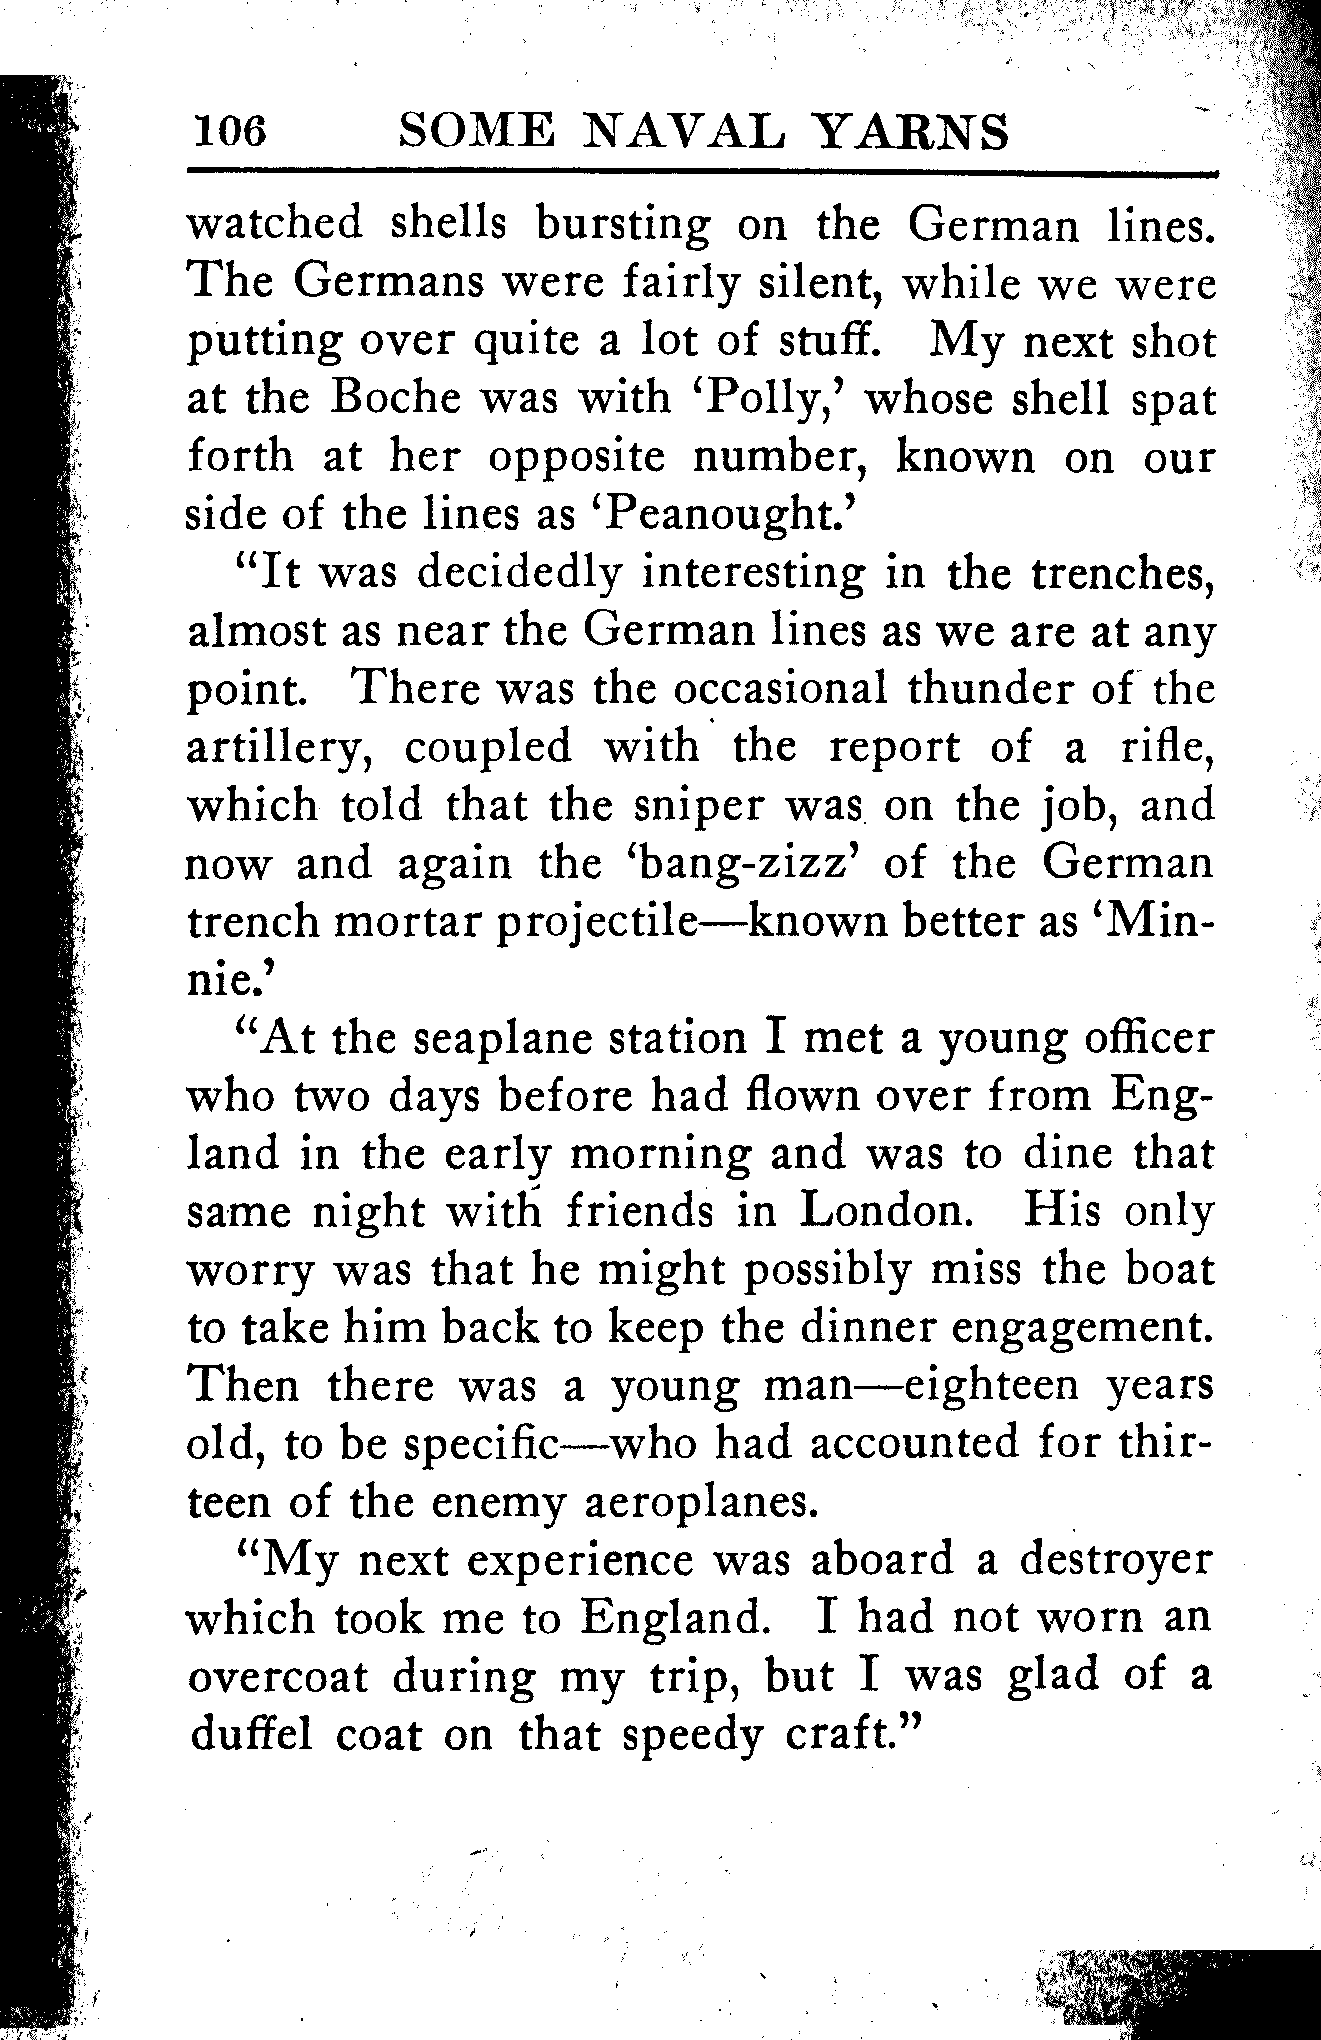 106 SOME NAVAL YARNS
watched shells bursting on the German lines.
The Germans were fairly silent, while we were
putting over quite a lot of stuff. My next shot
at the Boche was with ‘Polly,’ whose shell spat
forth at her opposite number, known on our
side of the lines as ‘Peanought.’
“It was decidedly interesting in the trenches,
almost as near the German lines as we are at any
point. There was the occasional thunder of the
artillery, coupled with the report of a rifle,
which told that the sniper was on the job, and
now and again the ‘bang-zizz’ of the German
trench mortar projectile—known better as ‘Min-
nie.’
“At the seaplane station I met a young officer
who two days before had flown over from Eng-
land in the early morning and was to dine that
same night with friends in London. His only
worry was that he might possibly miss the boat
to take him back to keep the dinner engagement.
Then there was a young man—eighteen years
old, to be specific—who had accounted for thir-
teen of the enemy aeroplanes.
“My next experience was aboard a destroyer
which took me to England. I had not worn an
overcoat during my trip, but I was glad of a
duffel coat on that speedy craft.”